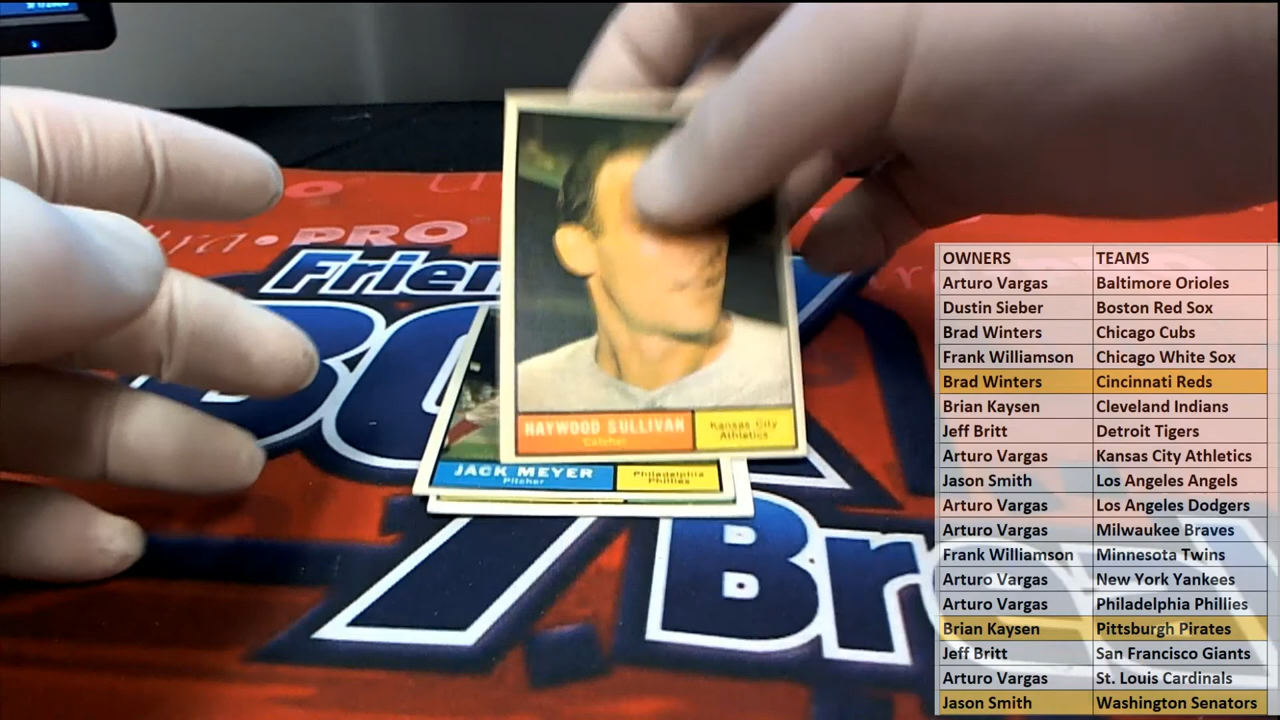 PRO
Frien
HAYWOOD SULLIVAN
Catcher
Kansas City
Athletics
JACK MEYER
Pitcher
Philadelphia
Phillies
Br
OWNERS TEAMS
Arturo Vargas Baltimore Orioles
Dustin Sieber Boston Red Sox
Brad Winters Chicago Cubs
Frank Williamson Chicago White Sox
Brad Winters Cincinnati Reds
Brian Kaysen Cleveland Indians
Jeff Britt Detroit Tigers
Arturo Vargas Kansas City Athletics
Jason Smith Los Angeles Angels
Arturo Vargas Los Angeles Dodgers
Arturo Vargas Milwaukee Braves
Frank Williamson Minnesota Twins
Arturo Vargas New York Yankees
Arturo Vargas Philadelphia Phillies
Brian Kaysen Pittsburgh Pirates
Jeff Britt San Francisco Giants
Arturo Vargas St. Louis Cardinals
Jason Smith Washington Senators